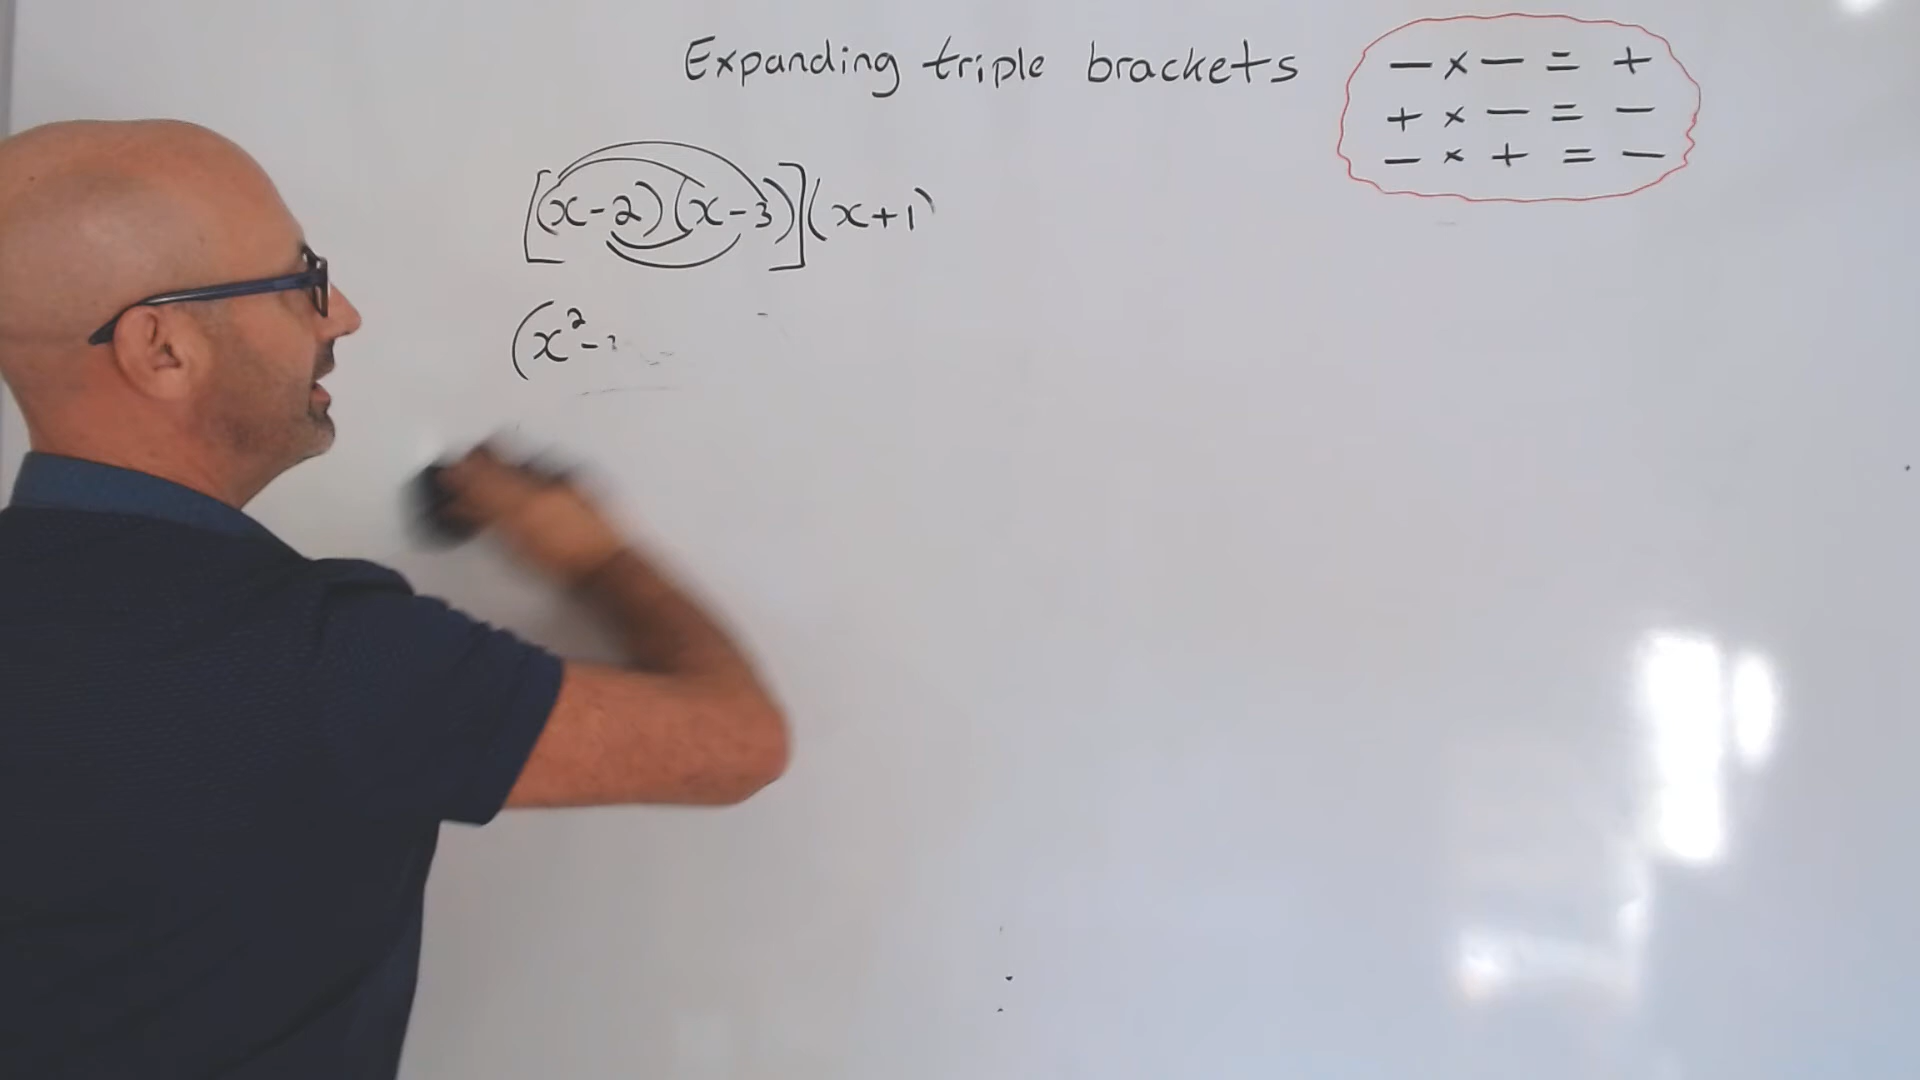 Expanding triple brackets
− × − = +
+ × − = −
− × + = −
[(x-2)(x-3)](x+1)
(x²-